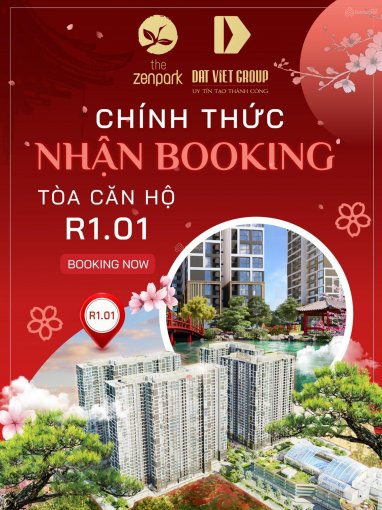 the
zenpark
ĐẤT VIỆT GROUP
UY TÍN TẠO THÀNH CÔNG
CHÍNH THỨC
NHẬN BOOKING
TÒA CĂN HỘ
R1.01
BOOKING NOW
R1.01